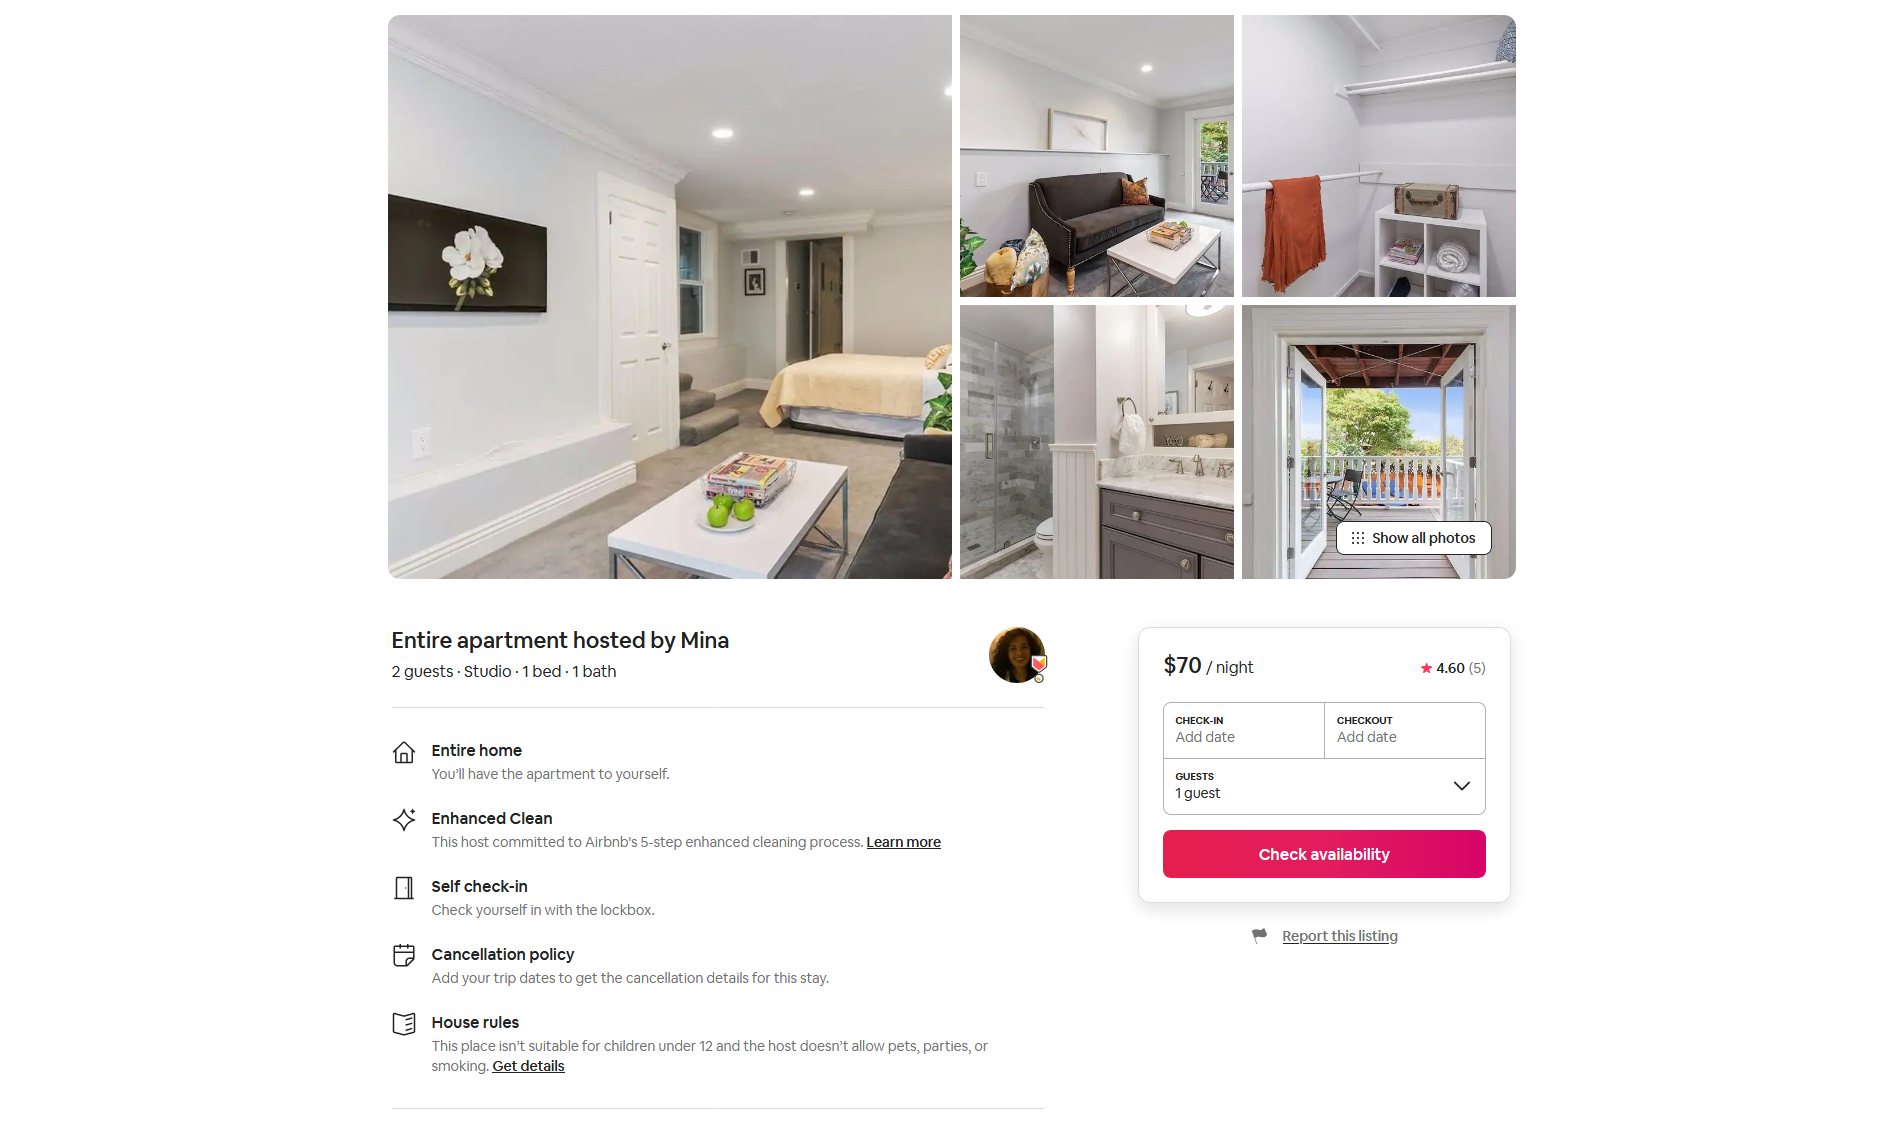 Show all photos
Entire apartment hosted by Mina
2 guests · Studio · 1 bed · 1 bath
Entire home
You’ll have the apartment to yourself.
Enhanced Clean
This host committed to Airbnb's 5-step enhanced cleaning process. Learn more
Self check-in
Check yourself in with the lockbox.
Cancellation policy
Add your trip dates to get the cancellation details for this stay.
House rules
This place isn’t suitable for children under 12 and the host doesn’t allow pets, parties, or
smoking. Get details
$70 / night
4.60 (5)
CHECK-IN
Add date
CHECKOUT
Add date
GUESTS
1 guest
Check availability
Report this listing